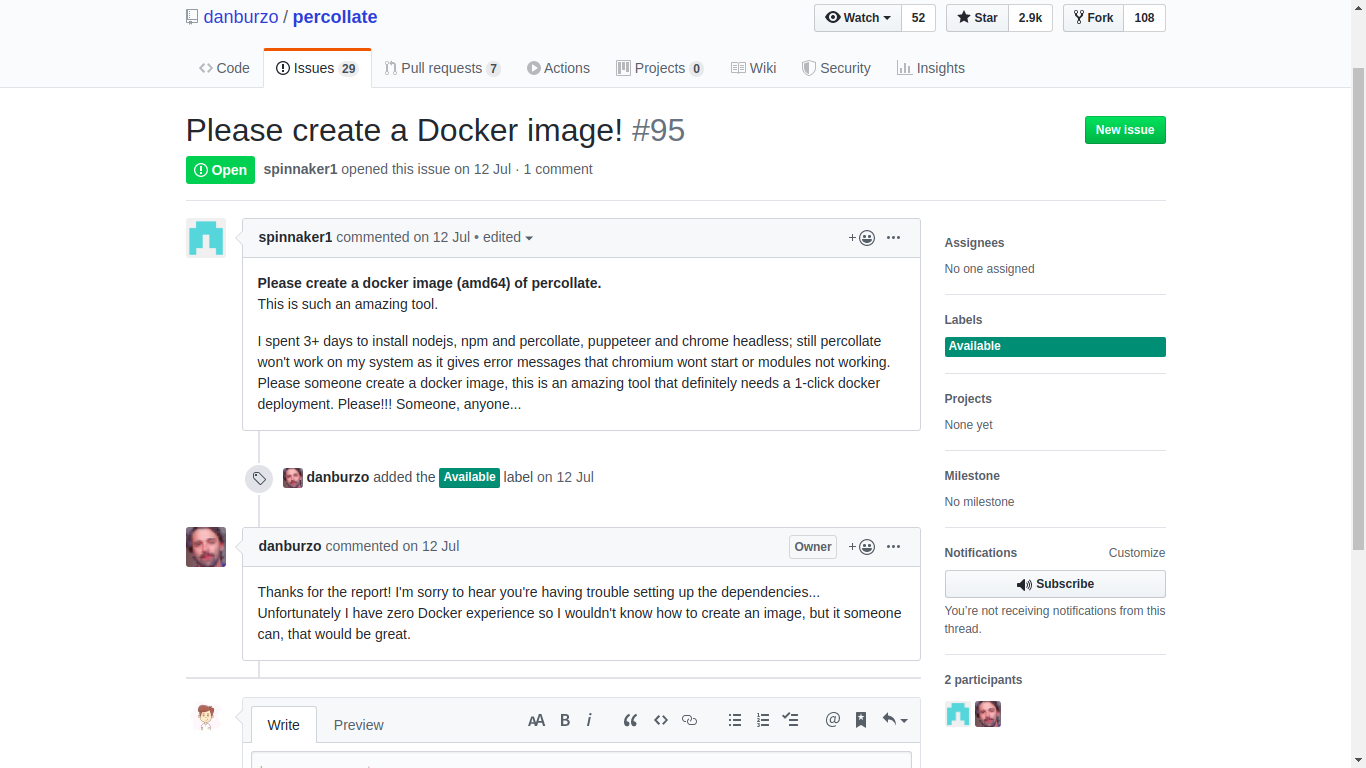 danburzo / percollate
Watch 52 Star 2.9k Fork 108
Code Issues 29 Pull requests 7 Actions Projects 0 Wiki Security Insights
Please create a Docker image! #95
New issue
Open spinnaker1 opened this issue on 12 Jul · 1 comment
spinnaker1 commented on 12 Jul • edited
Please create a docker image (amd64) of percollate.
This is such an amazing tool.
I spent 3+ days to install nodejs, npm and percollate, puppeteer and chrome headless; still percollate
won't work on my system as it gives error messages that chromium wont start or modules not working.
Please someone create a docker image, this is an amazing tool that definitely needs a 1-click docker
deployment. Please!!! Someone, anyone...
danburzo added the Available label on 12 Jul
danburzo commented on 12 Jul
Owner
Thanks for the report! I'm sorry to hear you're having trouble setting up the dependencies...
Unfortunately I have zero Docker experience so I wouldn't know how to create an image, but it someone
can, that would be great.
Write Preview
Assignees
No one assigned
Labels
Available
Projects
None yet
Milestone
No milestone
Notifications Customize
Subscribe
You're not receiving notifications from this
thread.
2 participants